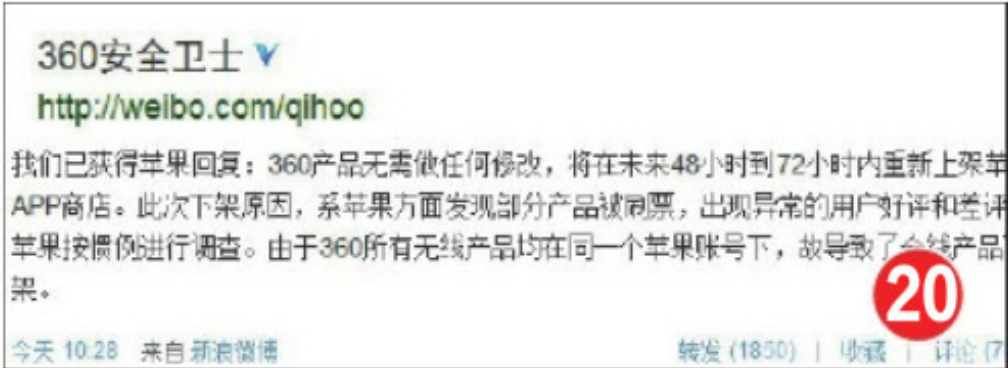 360安全卫士
http://weibo.com/qihoo
我们已获得苹果回复：360产品无需做任何修改，将在未来48小时到72小时内重新上架苹
APP商店。此次下架原因，系苹果方面发现部分产品被刷票，出现异常的用户好评和差评
苹果按惯例进行调查。由于360所有无线产品均在同一个苹果账号下，故导致了全线产品
架。
今天 10:28 来自 新浪微博 转发 (1850) | 收藏 | 评论 (7
20